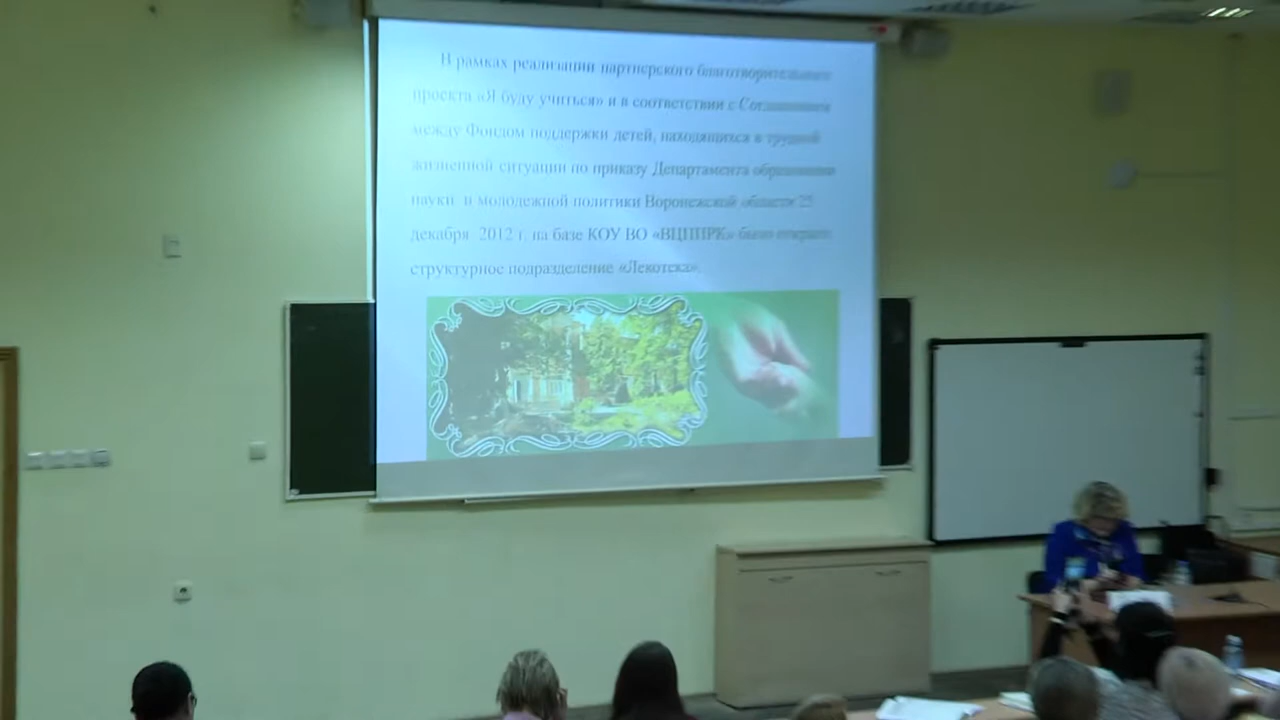 В рамках реализации партнерского благотворительного
проекта «Я буду учиться» и в соответствии с Соглашением
между Фондом поддержки детей, находящихся в трудной
жизненной ситуации по приказу Департамента образования
науки и молодежной политики Воронежской области 25
декабря 2012 г. на базе КОУ ВО «ВЦППРК» было открыто
структурное подразделение «Лекотека».